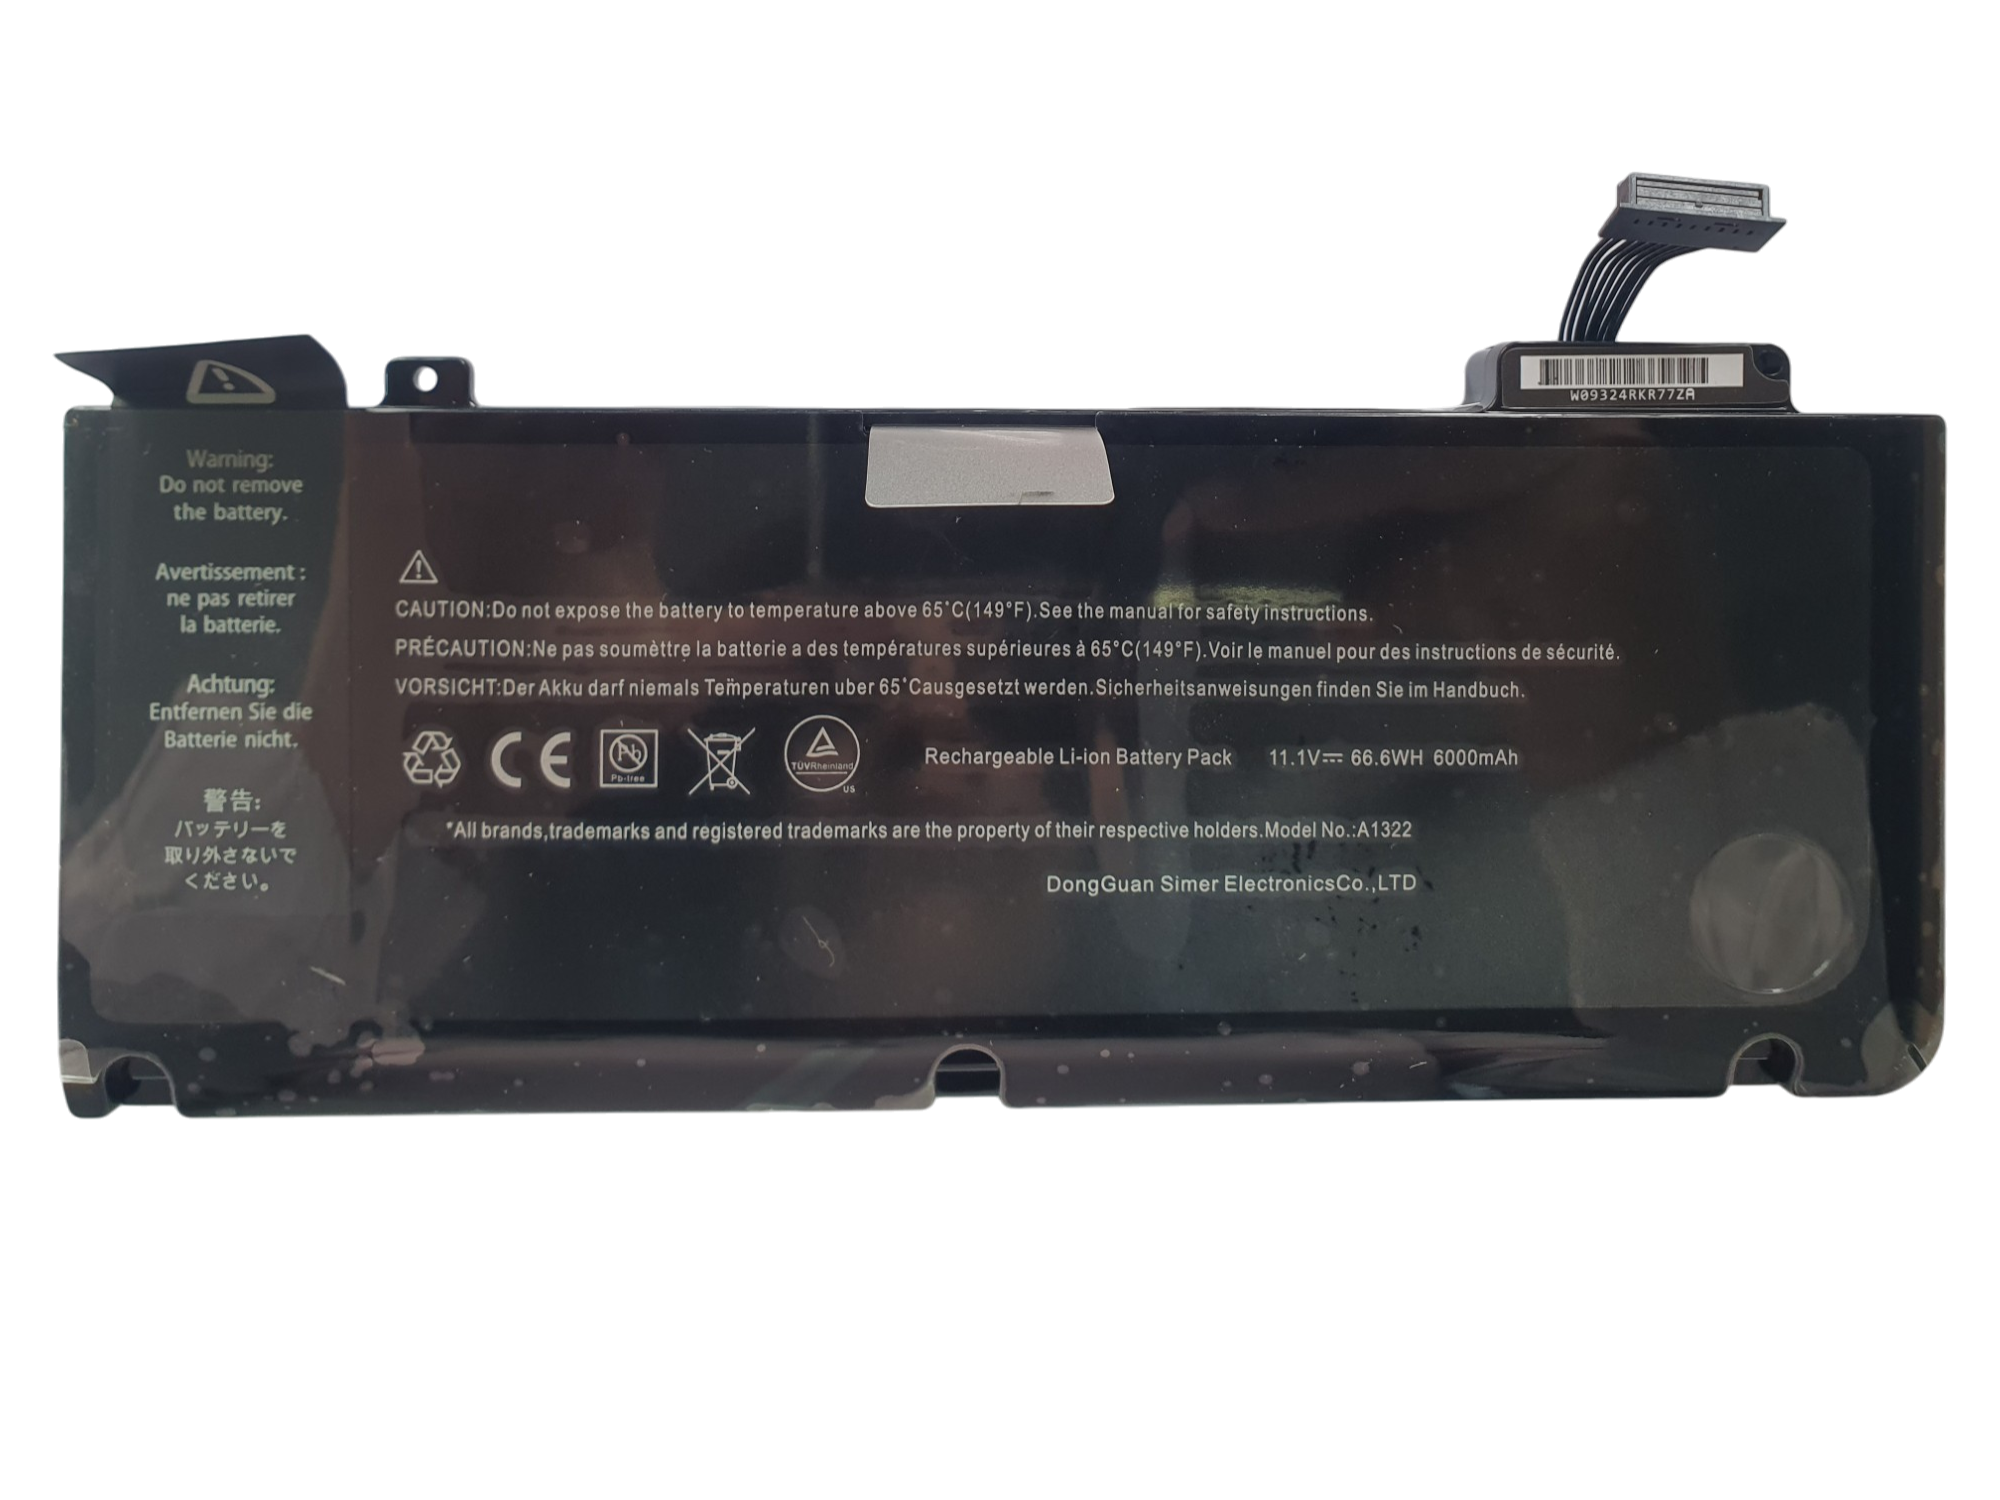 W09324RKR77ZA
Warning:
Do not remove
the battery.
Avertissement :
ne pas retirer
la batterie.
Achtung:
Entfernen Sie die
Batterie nicht.
警告:
バッテリーを
取り外さないで
ください。
CAUTION:Do not expose the battery to temperature above 65°C(149°F).See the manual for safety instructions.
PRÉCAUTION:Ne pas soumèttre la battorie a des températures supérieures à 65°C(149°F).Voir le manuel pour des instructions de sécurité.
VORSICHT:Der Akku darf niemals Temperaturen uber 65°Causgesetzt werden.Sicherheitsanweisungen finden Sie im Handbuch.
CE
Pb
Pb-free
TÜVRheinland
US
Rechargeable Li-ion Battery Pack 11.1V⎓ 66.6WH 6000mAh
*All brands,trademarks and registered trademarks are the property of their respective holders.Model No.:A1322
DongGuan Simer ElectronicsCo.,LTD